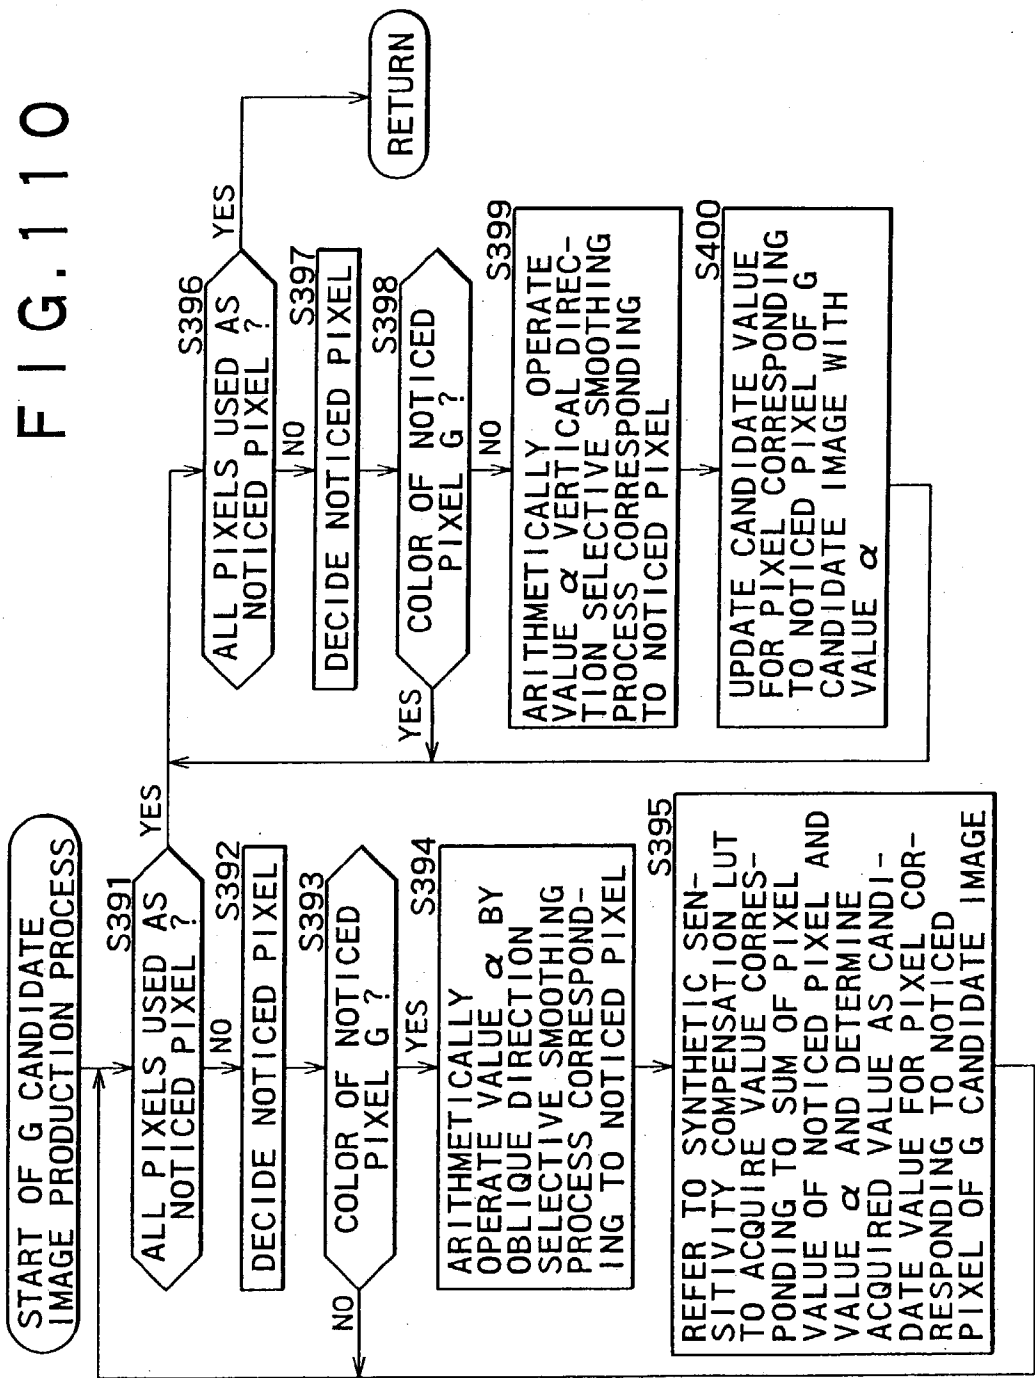 FIG.110
START OF G CANDIDATE
IMAGE PRODUCTION PROCESS
S391
ALL PIXELS USED AS
NOTICED PIXEL ?
YES
NO
S392
DECIDE NOTICED PIXEL
S393
COLOR OF NOTICED
PIXEL G ?
NO
YES
S394
ARITHMETICALLY
OPERATE VALUE α BY
OBLIQUE DIRECTION
SELECTIVE SMOOTHING
PROCESS CORRESPOND-
ING TO NOTICED PIXEL
S395
REFER TO SYNTHETIC SEN-
SITIVITY COMPENSATION LUT
TO ACQUIRE VALUE CORRES-
PONDING TO SUM OF PIXEL
VALUE OF NOTICED PIXEL AND
VALUE α AND DETERMINE
ACQUIRED VALUE AS CANDI-
DATE VALUE FOR PIXEL COR-
RESPONDING TO NOTICED
PIXEL OF G CANDIDATE IMAGE
S396
ALL PIXELS USED AS
NOTICED PIXEL ?
YES
RETURN
NO
S397
DECIDE NOTICED PIXEL
S398
COLOR OF NOTICED
PIXEL G ?
YES
NO
S399
ARITHMETICALLY OPERATE
VALUE α VERTICAL DIREC-
TION SELECTIVE SMOOTHING
PROCESS CORRESPONDING
TO NOTICED PIXEL
S400
UPDATE CANDIDATE VALUE
FOR PIXEL CORRESPONDING
TO NOTICED PIXEL OF G
CANDIDATE IMAGE WITH
VALUE α